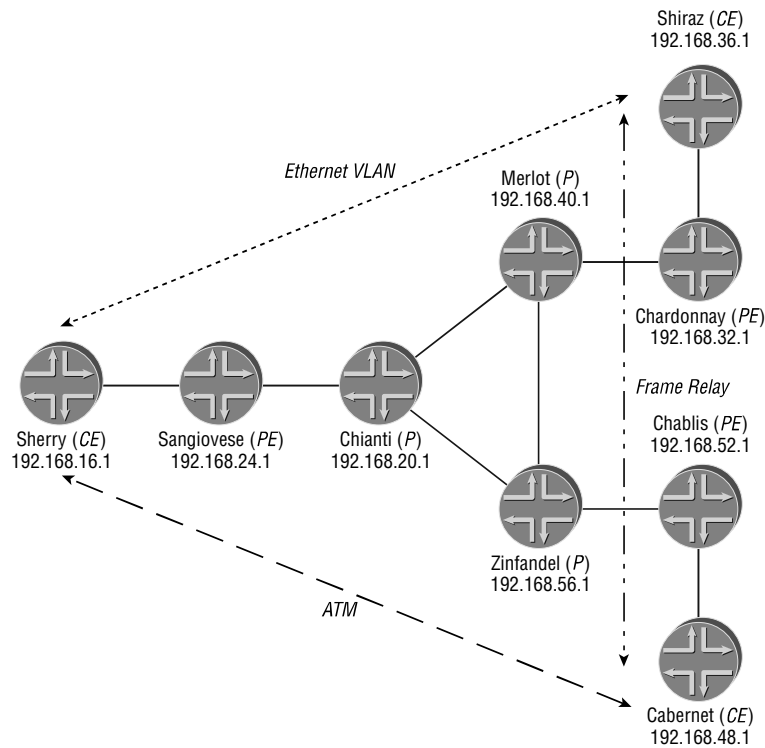 Shiraz (CE)
192.168.36.1
Ethernet VLAN
Merlot (P)
192.168.40.1
Chardonnay (PE)
192.168.32.1
Frame Relay
Sherry (CE)
192.168.16.1
Sangiovese (PE)
192.168.24.1
Chianti (P)
192.168.20.1
Chablis (PE)
192.168.52.1
Zinfandel (P)
192.168.56.1
ATM
Cabernet (CE)
192.168.48.1